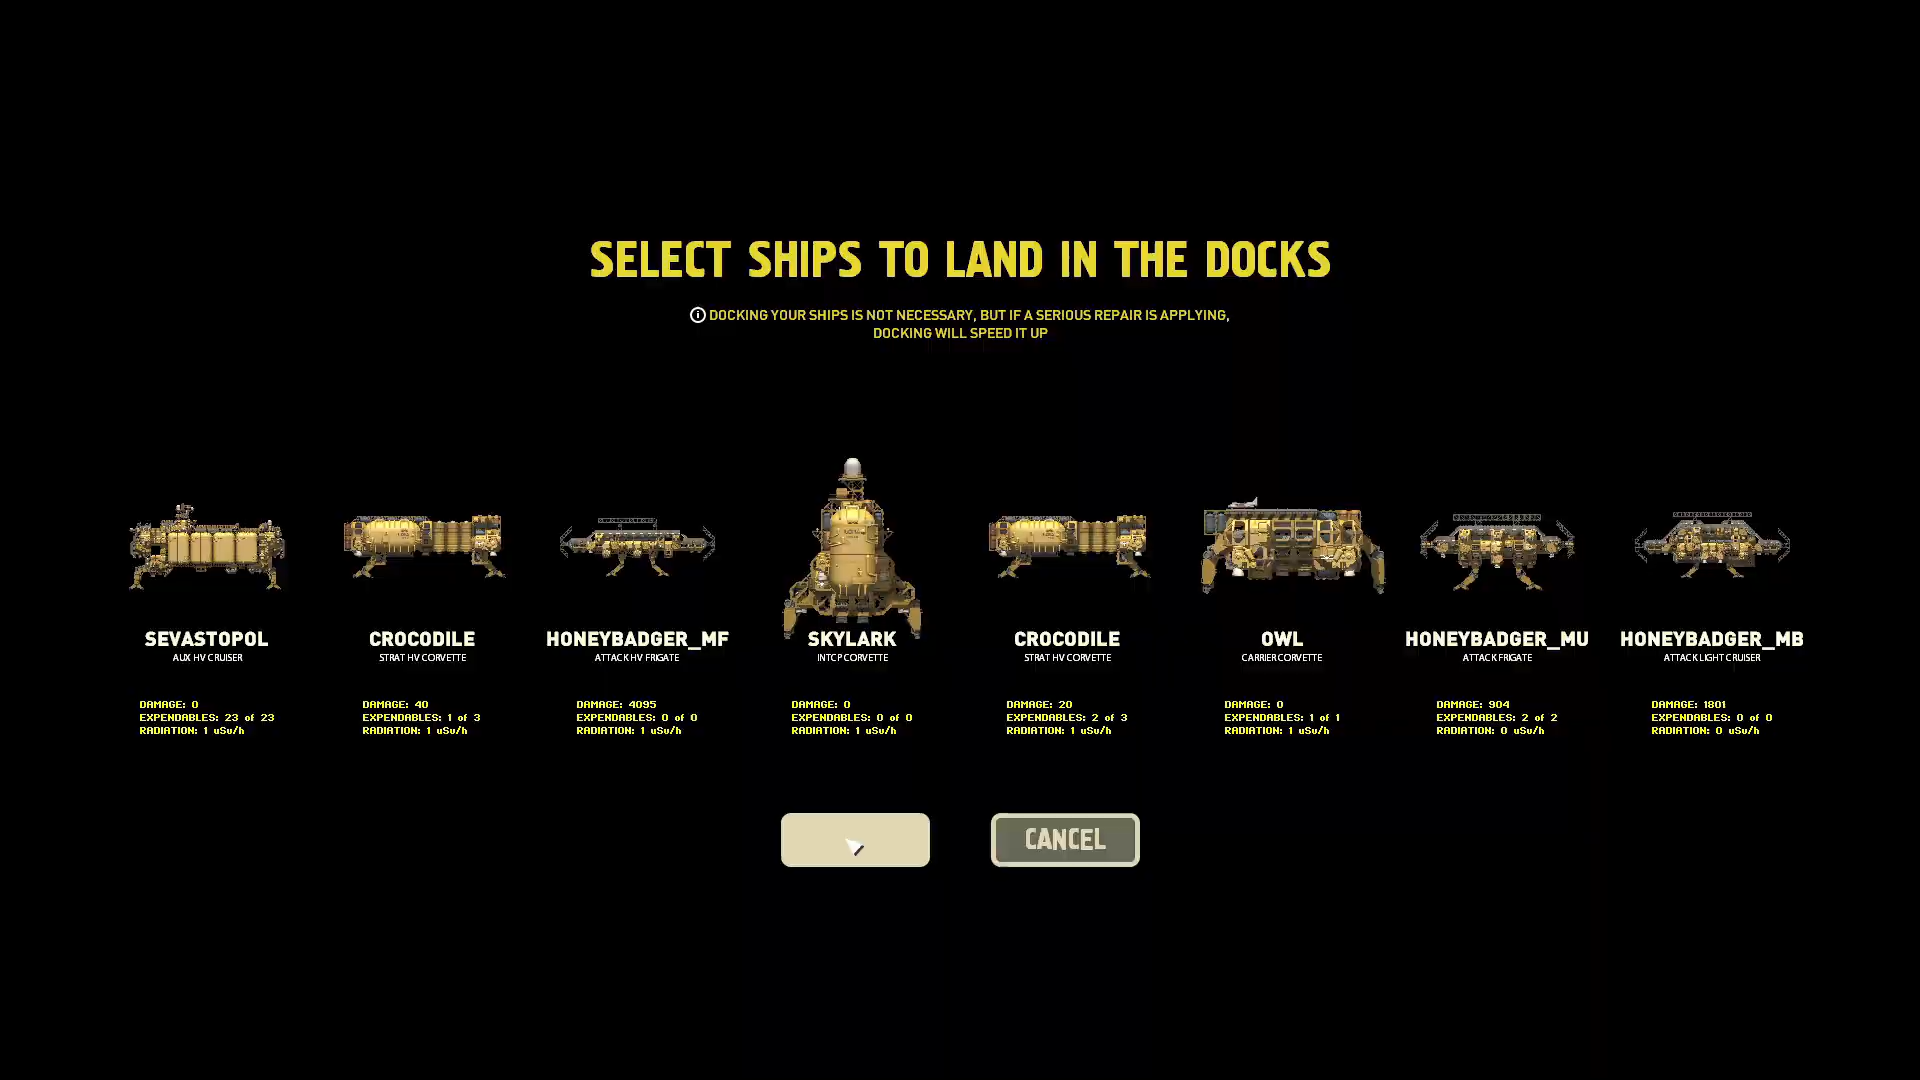 SELECT SHIPS TO LAND IN THE DOCKS
DOCKING YOUR SHIPS IS NOT NECESSARY, BUT IF A SERIOUS REPAIR IS APPLYING,
DOCKING WILL SPEED IT UP
SEVASTOPOL
AUX HV CRUISER
DAMAGE: 0
EXPENDABLES: 23 of 23
RADIATION: 1 uSv/h
CROCODILE
STRAT HV CORVETTE
DAMAGE: 40
EXPENDABLES: 1 of 3
RADIATION: 1 uSv/h
HONEYBADGER_MF
ATTACK HV FRIGATE
DAMAGE: 4095
EXPENDABLES: 0 of 0
RADIATION: 1 uSv/h
SKYLARK
INTCP CORVETTE
DAMAGE: 0
EXPENDABLES: 0 of 0
RADIATION: 1 uSv/h
CROCODILE
STRAT HV CORVETTE
DAMAGE: 20
EXPENDABLES: 2 of 3
RADIATION: 1 uSv/h
OWL
CARRIER CORVETTE
DAMAGE: 0
EXPENDABLES: 1 of 1
RADIATION: 1 uSv/h
HONEYBADGER_MU
ATTACK FRIGATE
DAMAGE: 904
EXPENDABLES: 2 of 2
RADIATION: 0 uSv/h
HONEYBADGER_MB
ATTACK LIGHT CRUISER
DAMAGE: 1801
EXPENDABLES: 0 of 0
RADIATION: 0 uSv/h
CANCEL